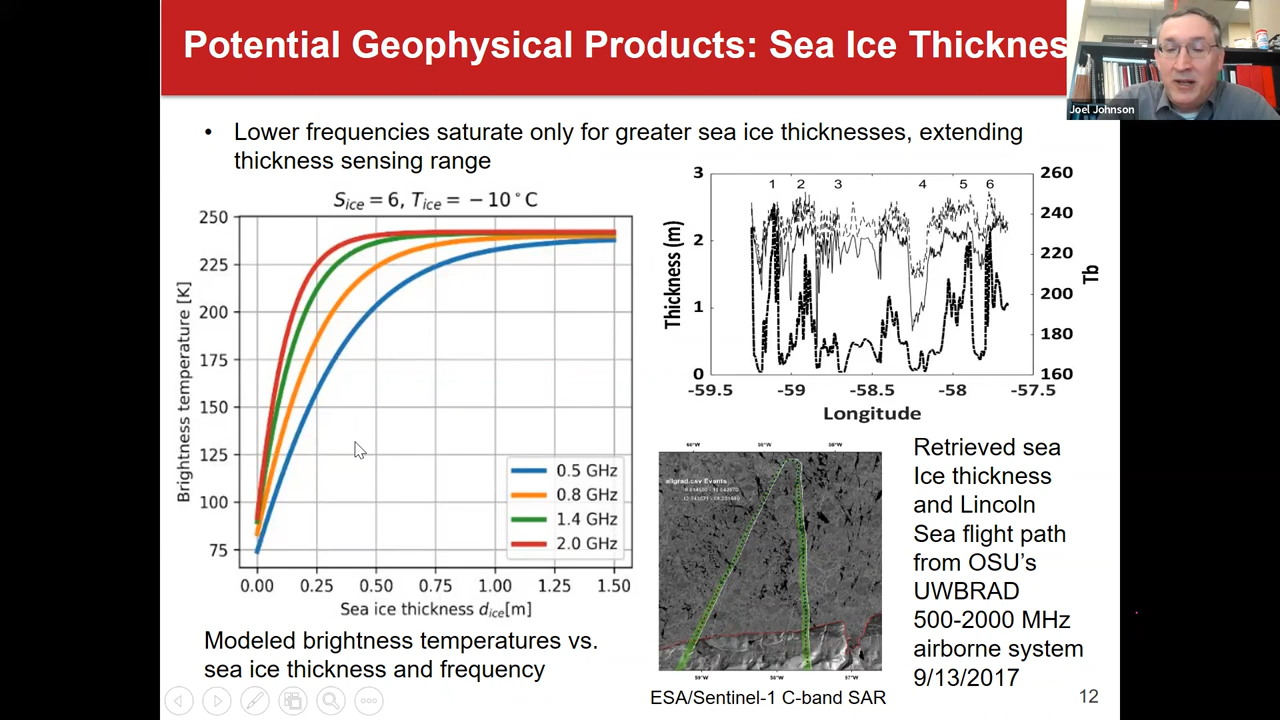 Potential Geophysical Products: Sea Ice Thicknes
Joel Johnson
• Lower frequencies saturate only for greater sea ice thicknesses, extending
thickness sensing range
S_ice = 6, T_ice = − 10°C
250
225
200
175
150
125
100
75
Brightness temperature [K]
0.5 GHz
0.8 GHz
1.4 GHz
2.0 GHz
0.00 0.25 0.50 0.75 1.00 1.25 1.50
Sea ice thickness d_ice[m]
Modeled brightness temperatures vs.
sea ice thickness and frequency
3
2
1
0
Thickness (m)
1 2 3 4 5 6
260
240
220
200
180
160
Tb
-59.5 -59 -58.5 -58 -57.5
Longitude
allgrad.csv Events
59°W 58°W 57°W
ESA/Sentinel-1 C-band SAR
Retrieved sea
Ice thickness
and Lincoln
Sea flight path
from OSU's
UWBRAD
500-2000 MHz
airborne system
9/13/2017
12